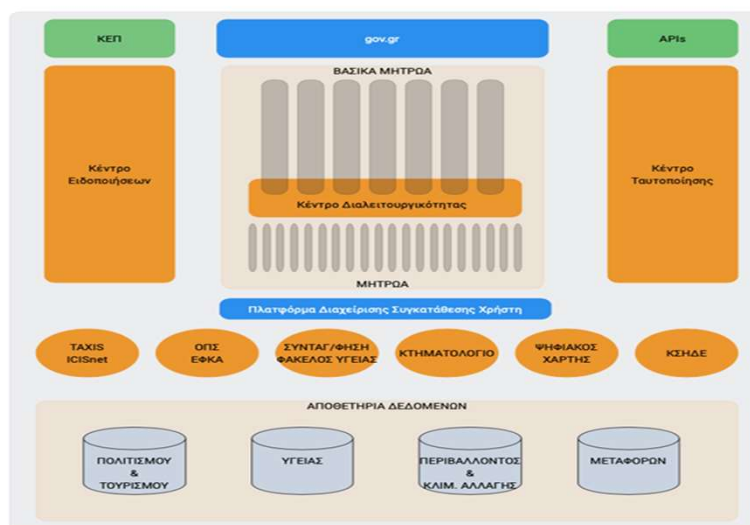 ΚΕΠ
gov.gr
APIs
ΒΑΣΙΚΑ ΜΗΤΡΩΑ
Κέντρο
Ειδοποιήσεων
Κέντρο
Ταυτοποίησης
Κέντρο Διαλειτουργικότητας
ΜΗΤΡΩΑ
Πλατφόρμα Διαχείρισης Συγκατάθεσης Χρήστη
TAXIS
ICISnet
ΟΠΣ
ΕΦΚΑ
ΣΥΝΤΑΓ/ΦΗΣΗ
ΦΑΚΕΛΟΣ ΥΓΕΙΑΣ
ΚΤΗΜΑΤΟΛΟΓΙΟ
ΨΗΦΙΑΚΟΣ
ΧΑΡΤΗΣ
ΚΣΗΔΕ
ΑΠΟΘΕΤΗΡΙΑ ΔΕΔΟΜΕΝΩΝ
ΠΟΛΙΤΙΣΜΟΥ
&
ΤΟΥΡΙΣΜΟΥ
ΥΓΕΙΑΣ
ΠΕΡΙΒΑΛΛΟΝΤΟΣ
&
ΚΛΙΜ. ΑΛΛΑΓΗΣ
ΜΕΤΑΦΟΡΩΝ